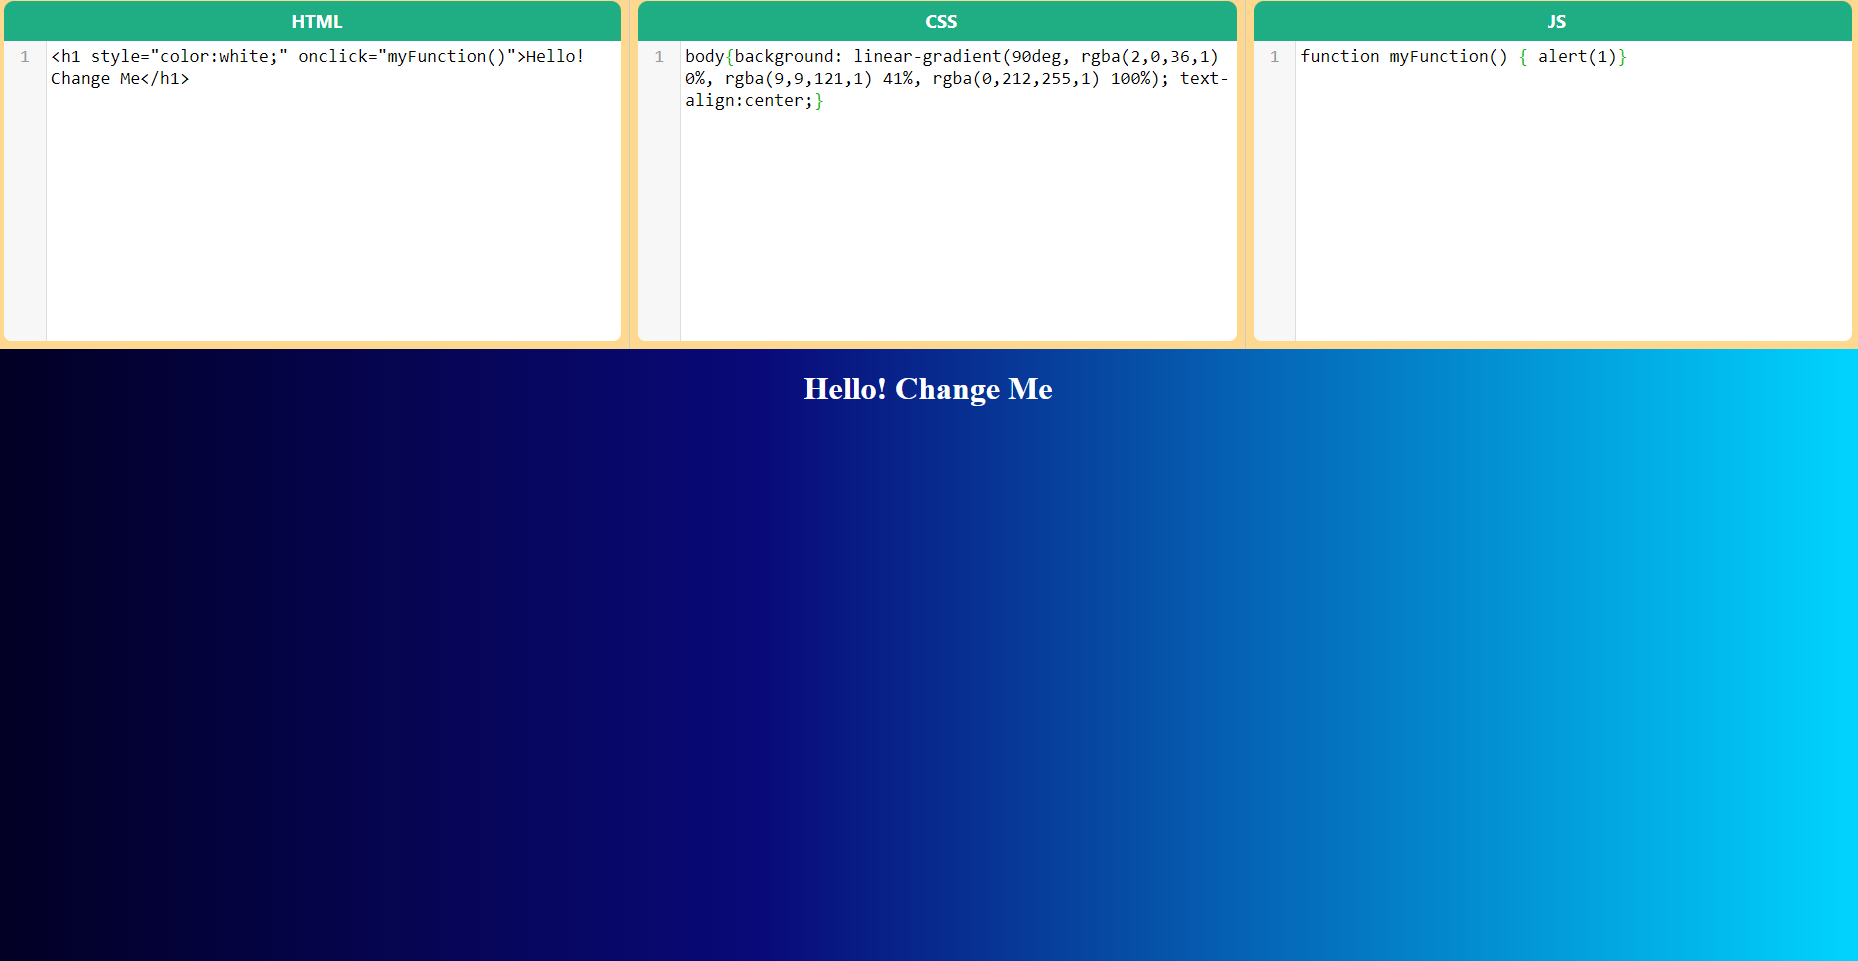 HTML
1 <h1 style="color:white;" onclick="myFunction()">Hello!
Change Me</h1>
CSS
1 body{background: linear-gradient(90deg, rgba(2,0,36,1)
0%, rgba(9,9,121,1) 41%, rgba(0,212,255,1) 100%); text-
align:center;}
JS
1 function myFunction() { alert(1)}
Hello! Change Me